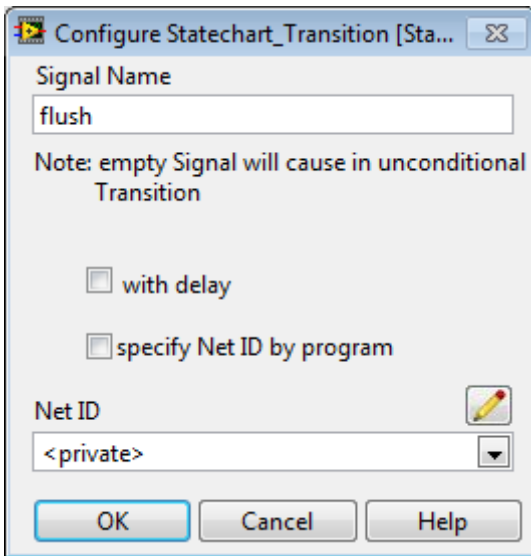 Configure Statechart_Transition [Sta...
Signal Name
flush
Note: empty Signal will cause in unconditional
Transition
with delay
specify Net ID by program
Net ID
<private>
OK Cancel Help